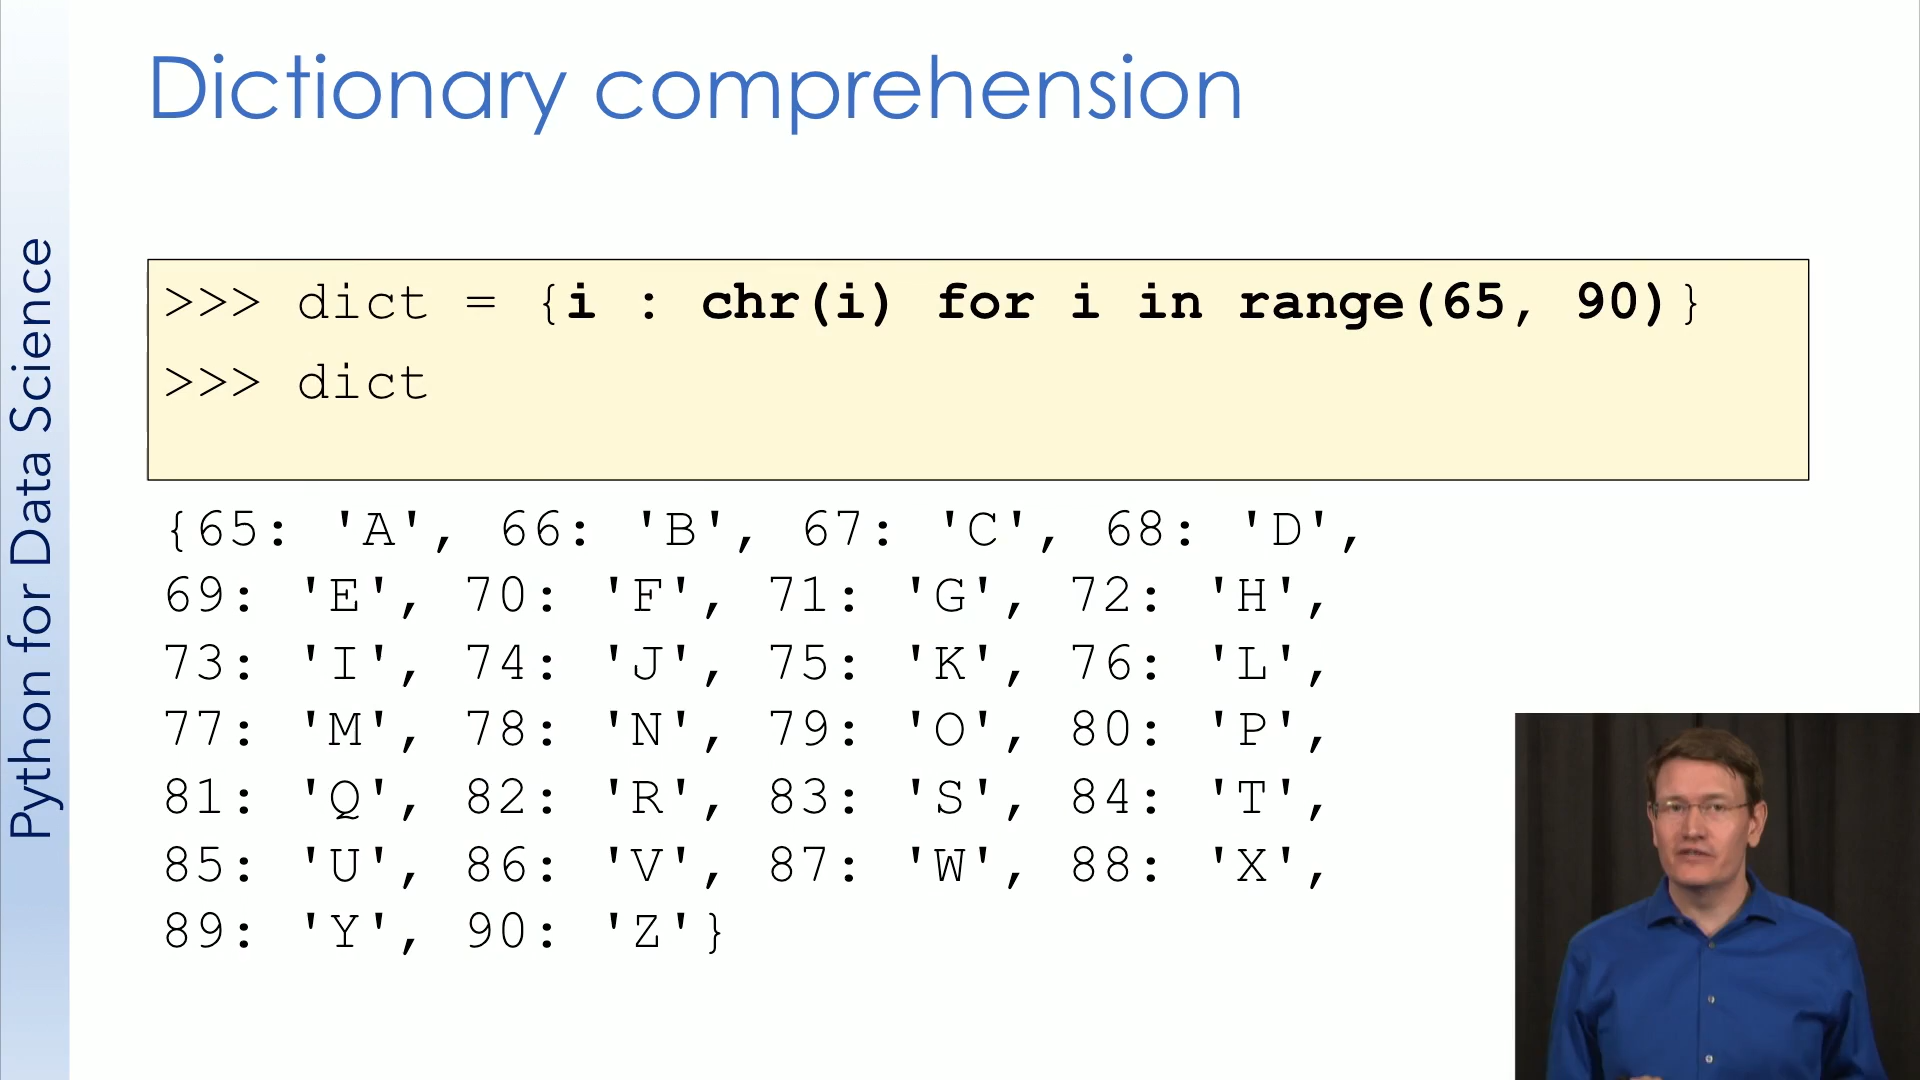 Dictionary comprehension
Python for Data Science
>>> dict = {i : chr(i) for i in range(65, 90)}
>>> dict
{65: 'A', 66: 'B', 67: 'C', 68: 'D',
69: 'E', 70: 'F', 71: 'G', 72: 'H',
73: 'I', 74: 'J', 75: 'K', 76: 'L',
77: 'M', 78: 'N', 79: 'O', 80: 'P',
81: 'Q', 82: 'R', 83: 'S', 84: 'T',
85: 'U', 86: 'V', 87: 'W', 88: 'X',
89: 'Y', 90: 'Z'}